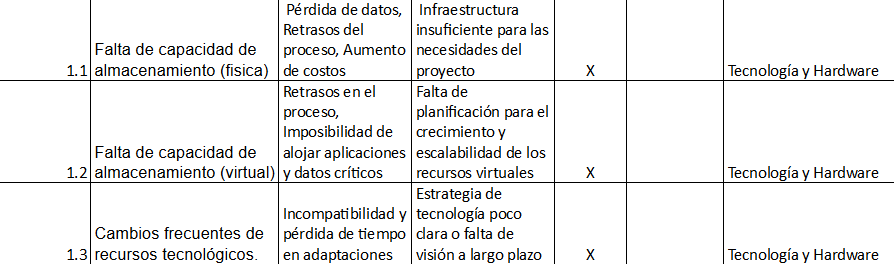 1.1 Falta de capacidad de almacenamiento (fisica) Pérdida de datos, Retrasos del proceso, Aumento de costos Infraestructura insuficiente para las necesidades del proyecto X Tecnología y Hardware
1.2 Falta de capacidad de almacenamiento (virtual) Retrasos en el proceso, Imposibilidad de alojar aplicaciones y datos críticos Falta de planificación para el crecimiento y escalabilidad de los recursos virtuales X Tecnología y Hardware
1.3 Cambios frecuentes de recursos tecnológicos. Incompatibilidad y pérdida de tiempo en adaptaciones Estrategia de tecnología poco clara o falta de visión a largo plazo X Tecnología y Hardware